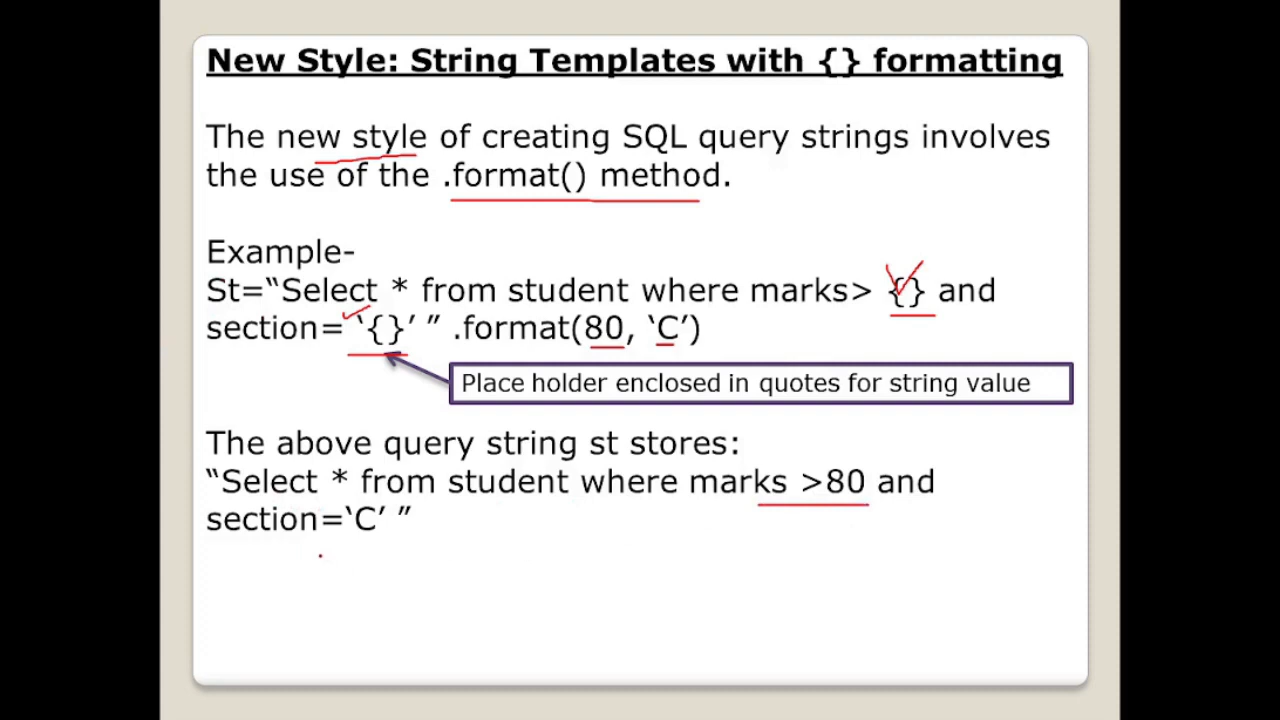 New Style: String Templates with {} formatting
The new style of creating SQL query strings involves
the use of the .format() method.
Example-
St=“Select * from student where marks> {} and
section= ‘{}’ ” .format(80, ‘C’)
Place holder enclosed in quotes for string value
The above query string st stores:
“Select * from student where marks >80 and
section=‘C’ ”